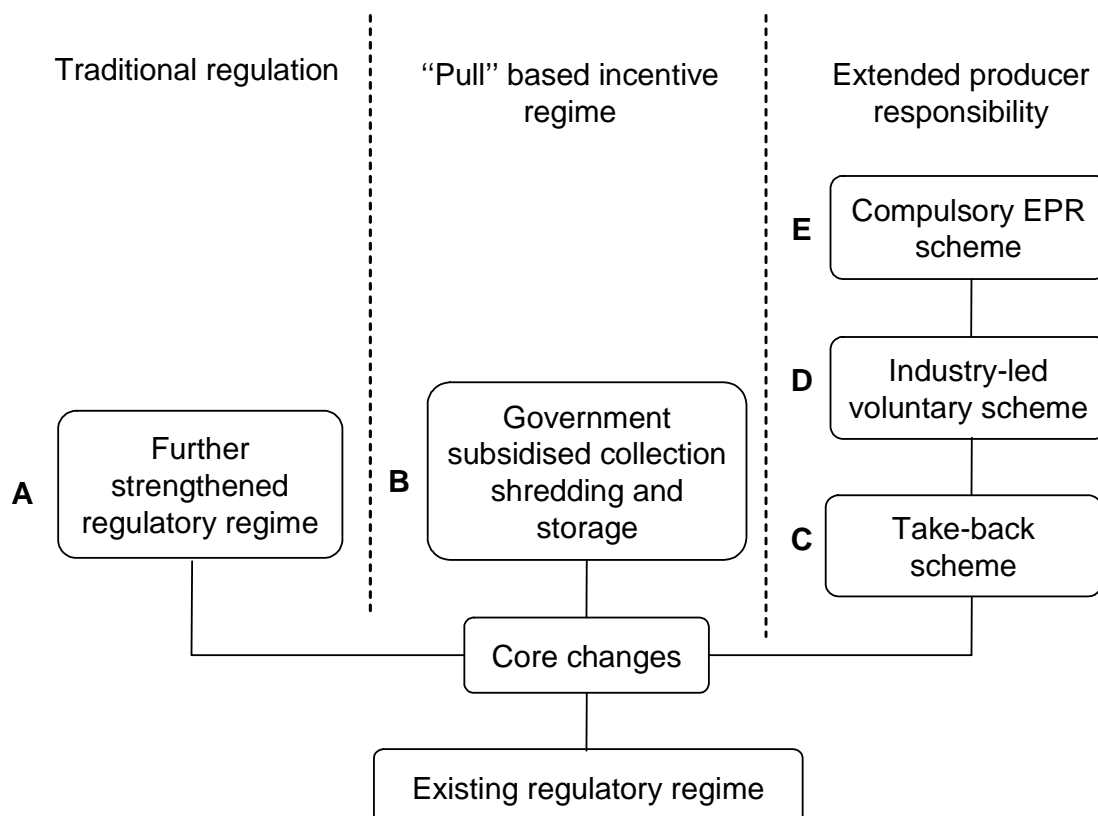 Traditional regulation
“Pull” based incentive
regime
Extended producer
responsibility
E
Compulsory EPR
scheme
D
Industry-led
voluntary scheme
A
Further
strengthened
regulatory regime
B
Government
subsidised collection
shredding and
storage
C
Take-back
scheme
Core changes
Existing regulatory regime